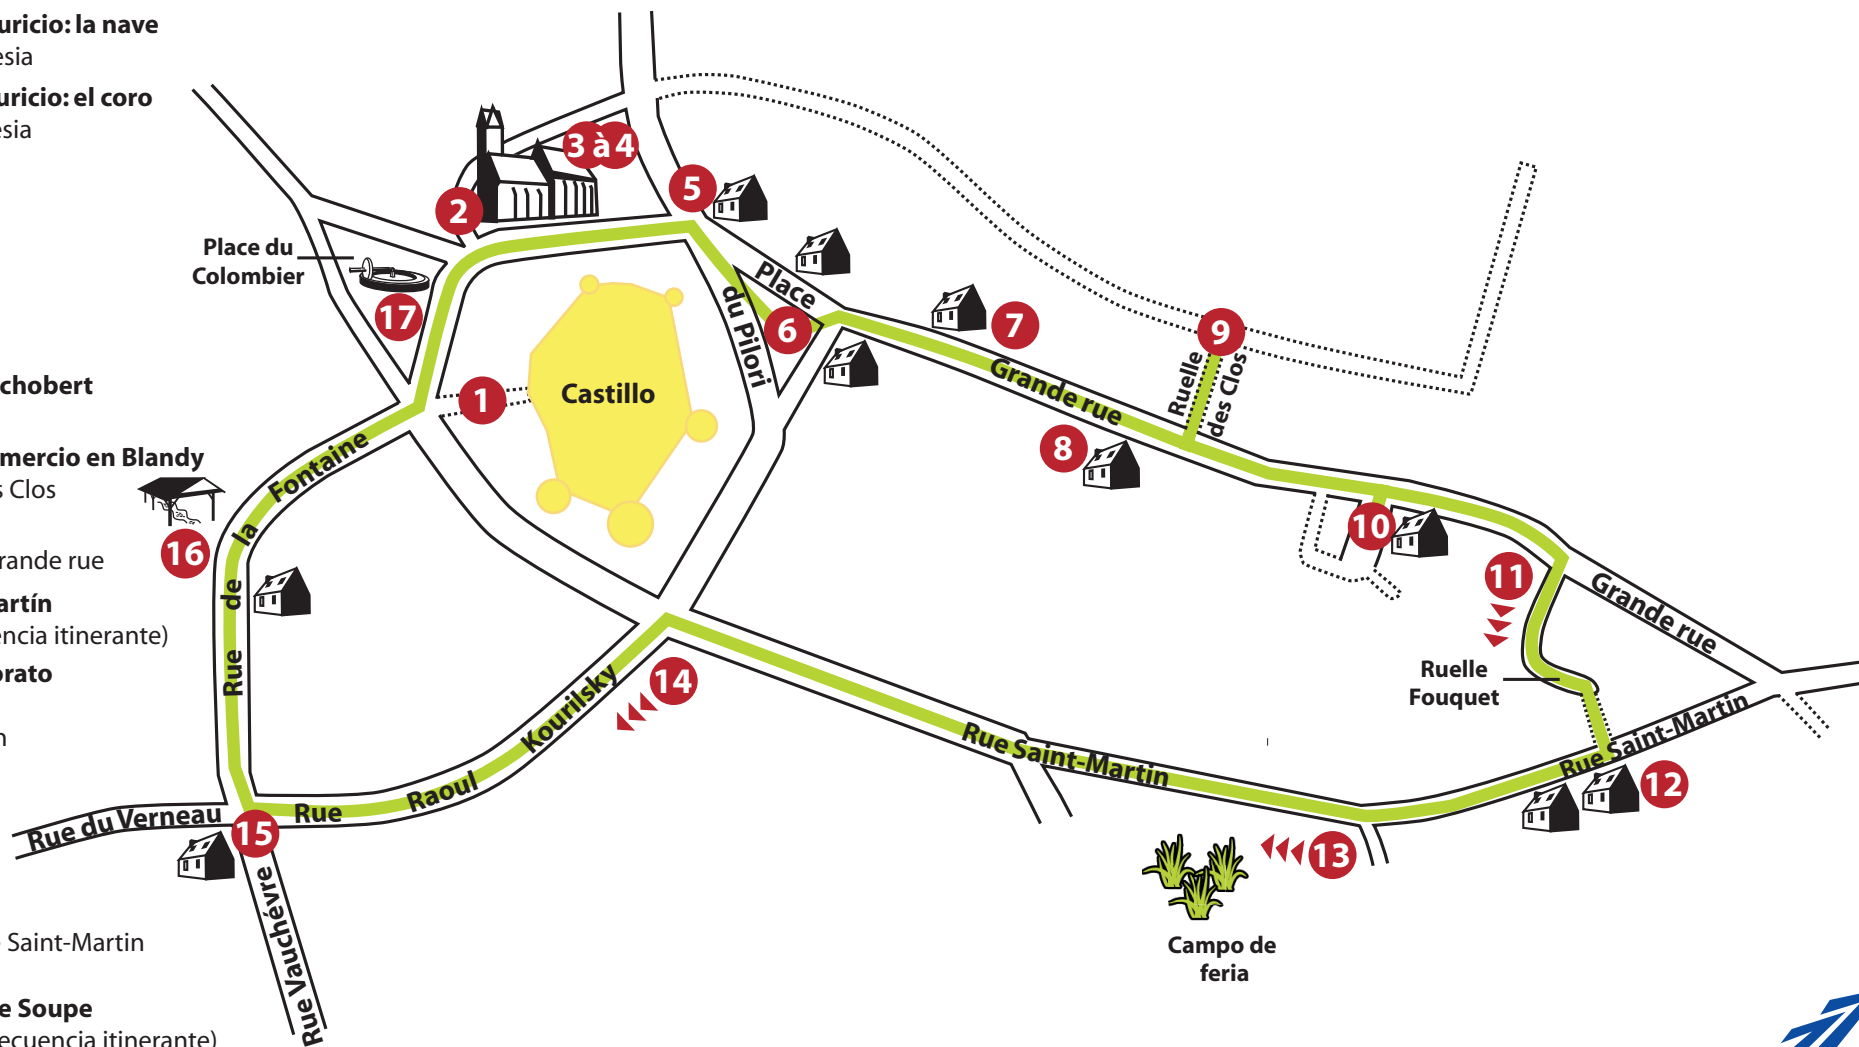 uricio: la nave
esia
uricio: el coro
esia
chobert
mercio en Blandy
s Clos
rande rue
artín
encia itinerante)
orato
n
Saint-Martin
e Soupe
ecuencia itinerante)
3 à 4
5
2
Place du
Colombier
17
Place
du Pilori
6
7
9
Ruelle
des Clos
1
Castillo
Grande rue
8
10
11
Grande rue
Rue de la Fontaine
16
Ruelle
Fouquet
14
Rue Raoul Kourilsky
Rue Saint-Martin
Rue Saint-Martin
12
Rue du Verneau
15
13
Rue Vauchévre
Campo de
feria